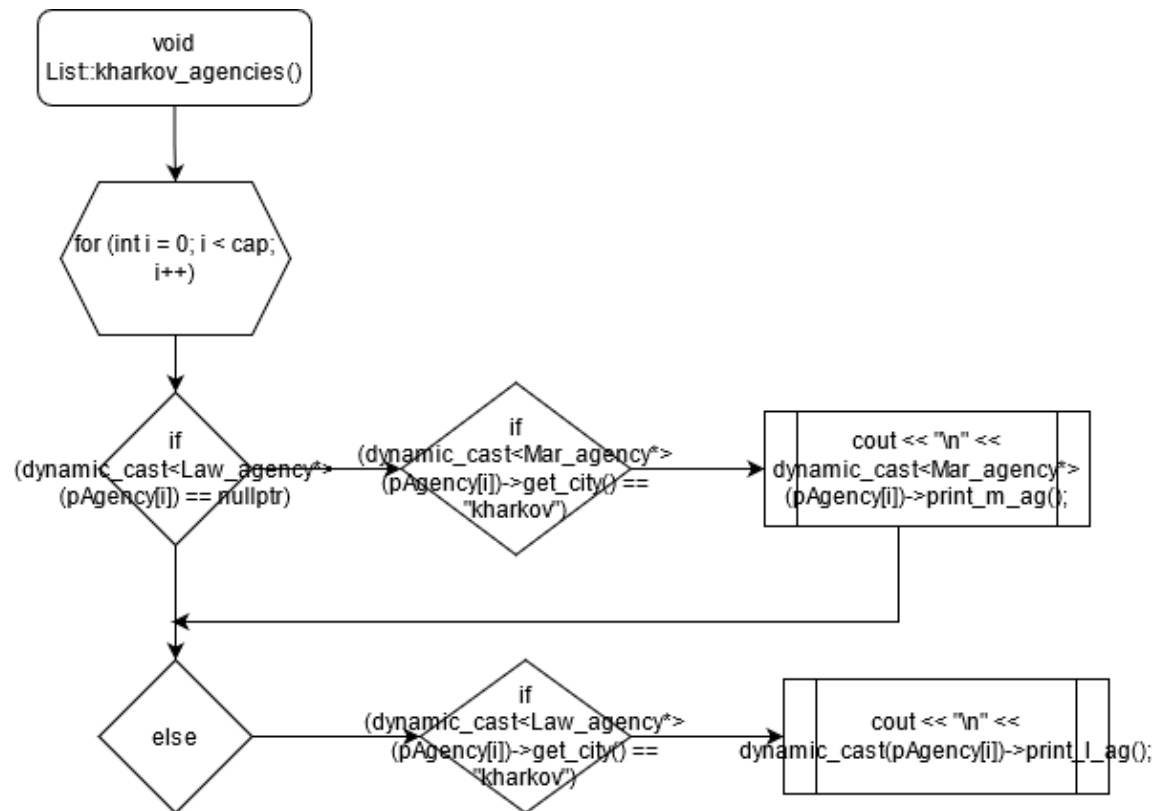 void
List::kharkov_agencies()
for (int i = 0; i < cap;
i++)
if
(dynamic_cast<Law_agency*>
(pAgency[i]) == nullptr)
if
(dynamic_cast<Mar_agency*>
(pAgency[i])->get_city() ==
"kharkov")
cout << "\n" <<
dynamic_cast<Mar_agency*>
(pAgency[i])->print_m_ag();
else
if
(dynamic_cast<Law_agency*>
(pAgency[i])->get_city() ==
"kharkov")
cout << "\n" <<
dynamic_cast(pAgency[i])->print_l_ag();